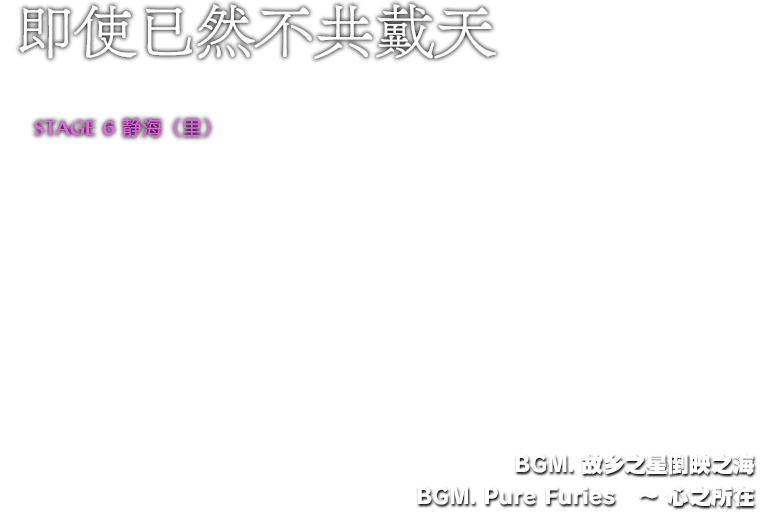 即使已然不共戴天
STAGE 6 静海（里）
BGM. 故乡之星倒映之海
BGM. Pure Furies　～ 心之所在